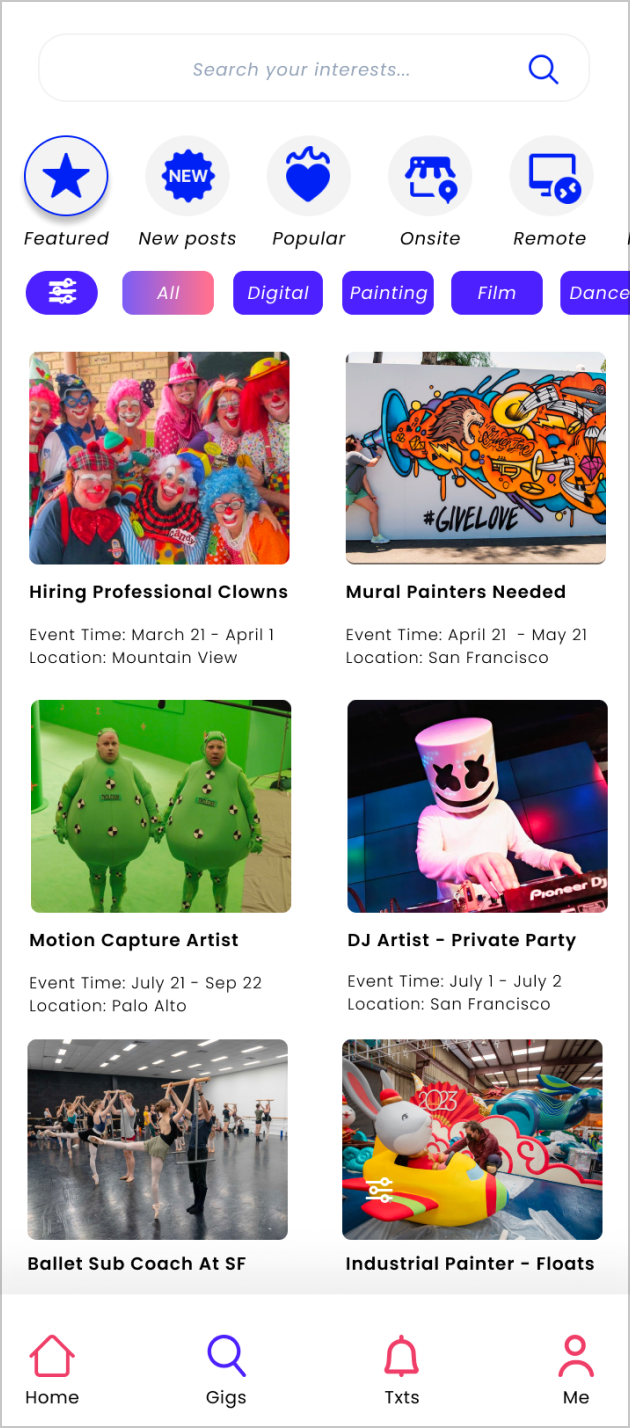 Search your interests...
NEW
Featured
New posts
Popular
Onsite
Remote
All
Digital
Painting
Film
Dance
#GIVELOVE
Hiring Professional Clowns
Mural Painters Needed
Event Time: March 21 - April 1
Location: Mountain View
Event Time: April 21 - May 21
Location: San Francisco
Pioneer Dj
Motion Capture Artist
DJ Artist - Private Party
Event Time: July 21 - Sep 22
Location: Palo Alto
Event Time: July 1 - July 2
Location: San Francisco
2023
Ballet Sub Coach At SF
Industrial Painter - Floats
Home
Gigs
Txts
Me